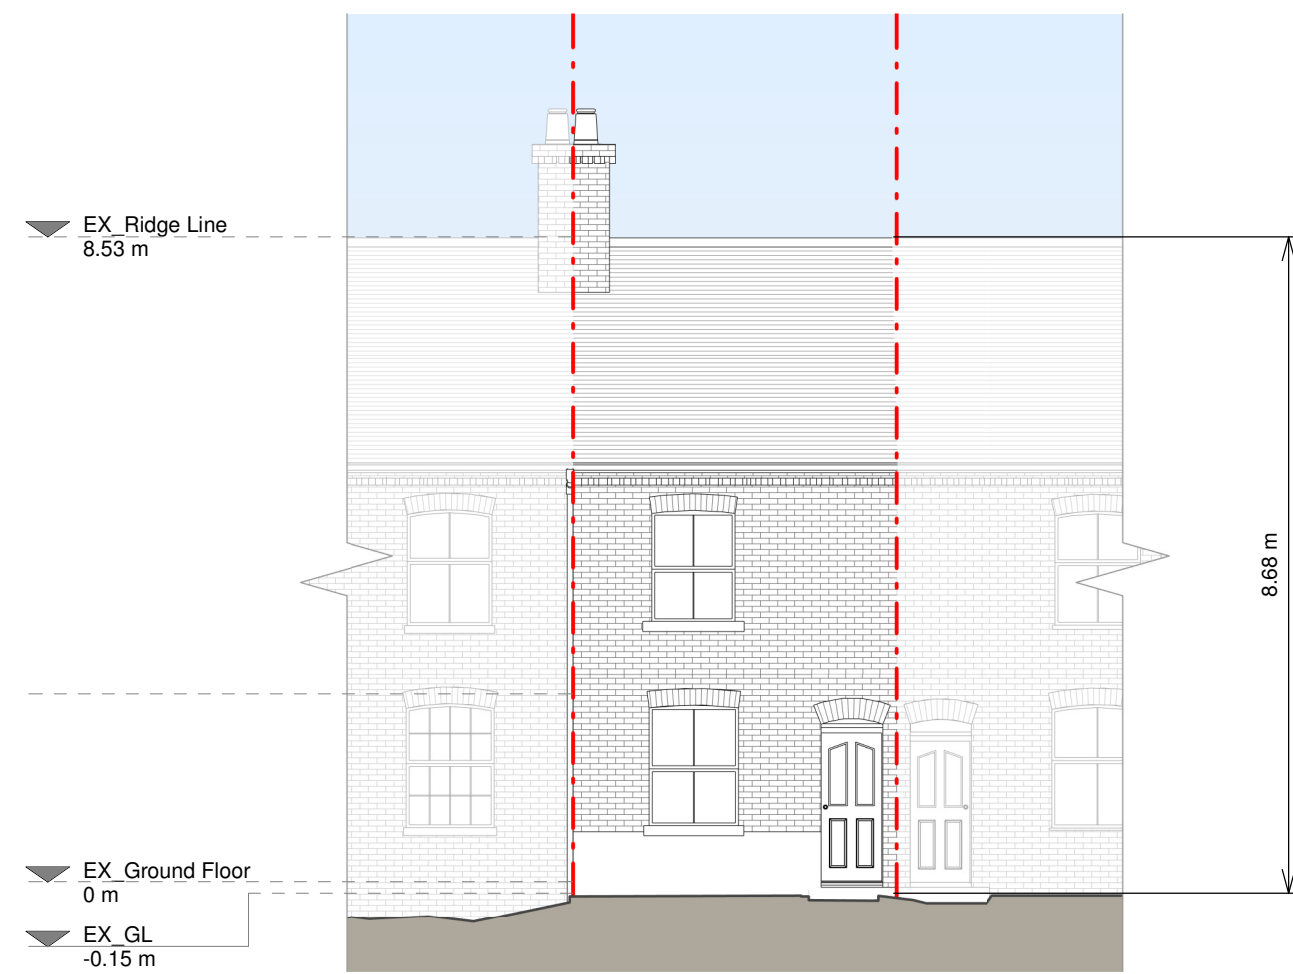 EX_Ridge Line
8.53 m
8.68 m
EX_Ground Floor
0 m
EX_GL
-0.15 m